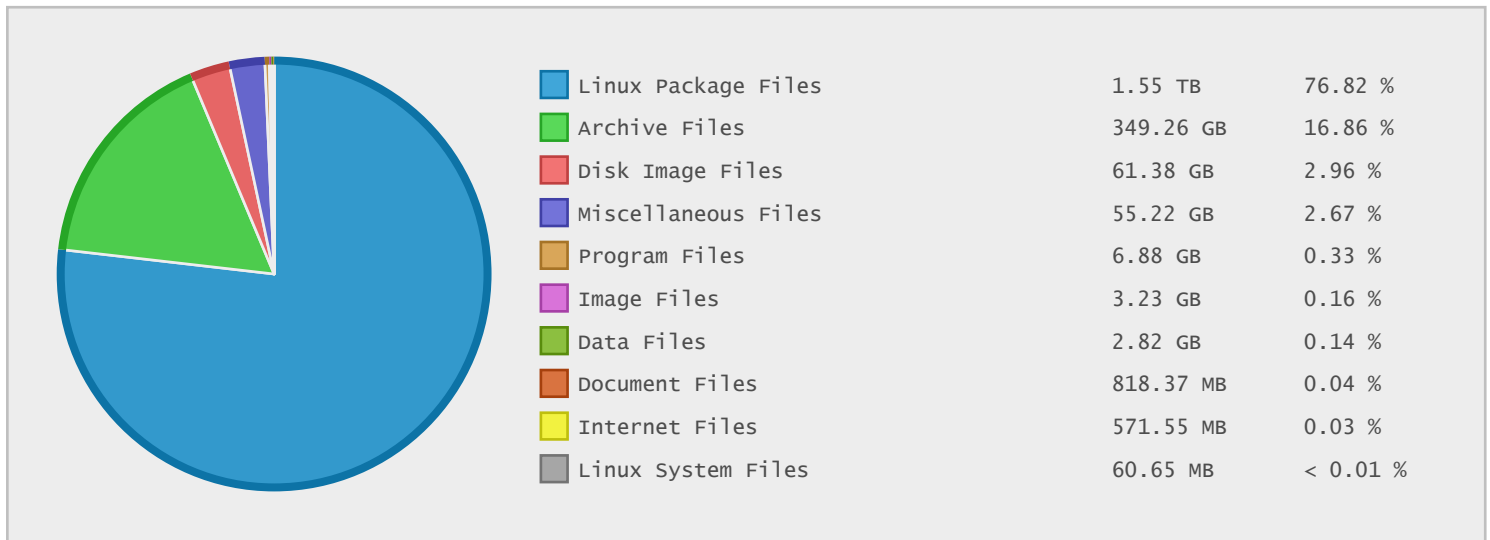 Linux Package Files 1.55 TB 76.82 %
Archive Files 349.26 GB 16.86 %
Disk Image Files 61.38 GB 2.96 %
Miscellaneous Files 55.22 GB 2.67 %
Program Files 6.88 GB 0.33 %
Image Files 3.23 GB 0.16 %
Data Files 2.82 GB 0.14 %
Document Files 818.37 MB 0.04 %
Internet Files 571.55 MB 0.03 %
Linux System Files 60.65 MB < 0.01 %